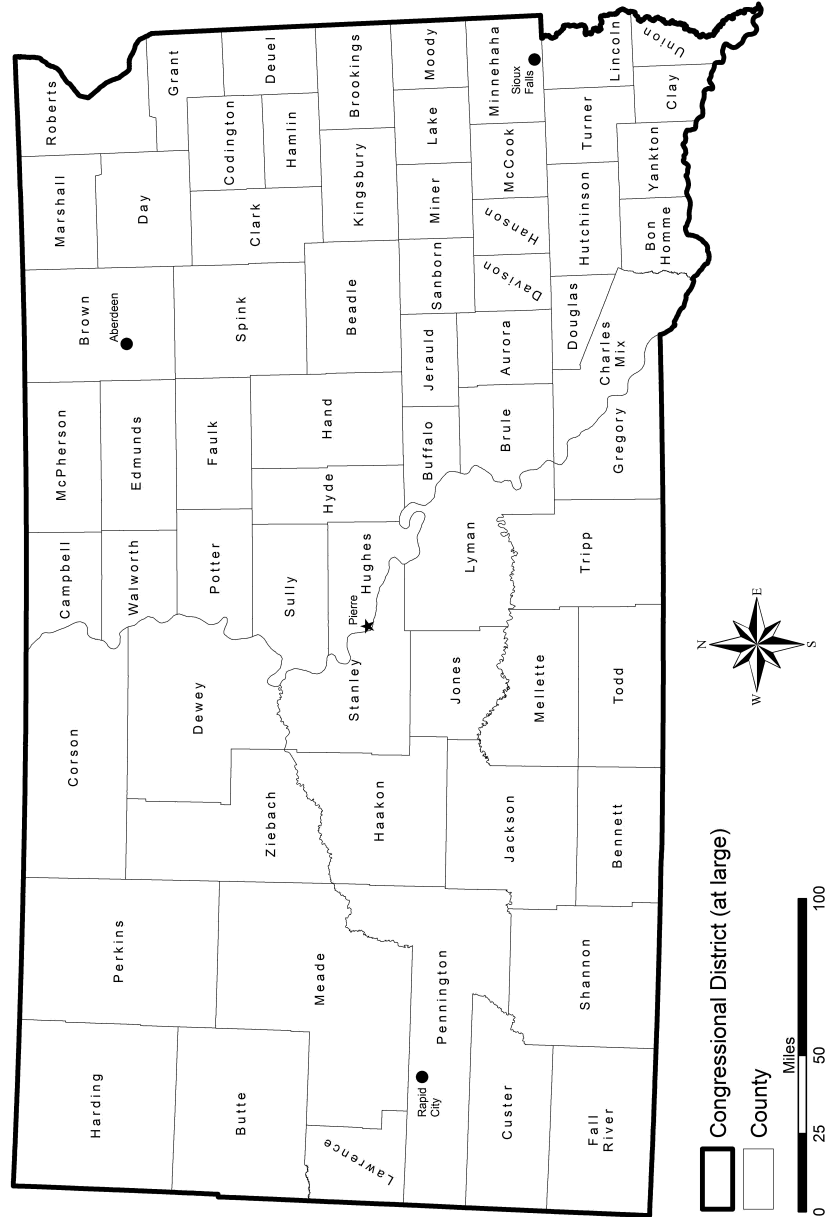 Harding
Perkins
Corson
Campbell
McPherson
Brown
Aberdeen
Marshall
Roberts
Walworth
Edmunds
Day
Grant
Butte
Dewey
Ziebach
Potter
Faulk
Spink
Clark
Codington
Deuel
Hamlin
Meade
Sully
Hyde
Hand
Beadle
Kingsbury
Brookings
Lawrence
Haakon
Stanley
Pierre
Hughes
Buffalo
Jerauld
Sanborn
Miner
Lake
Moody
Rapid
City
Pennington
Jackson
Jones
Lyman
Brule
Aurora
Davison
Hanson
McCook
Minnehaha
Sioux
Falls
Custer
Shannon
Mellette
Tripp
Douglas
Hutchinson
Turner
Lincoln
Fall
River
Bennett
Todd
Gregory
Charles
Mix
Bon
Homme
Yankton
Clay
Union
N
W
E
S
Congressional District (at large)
County
Miles
0
25
50
100